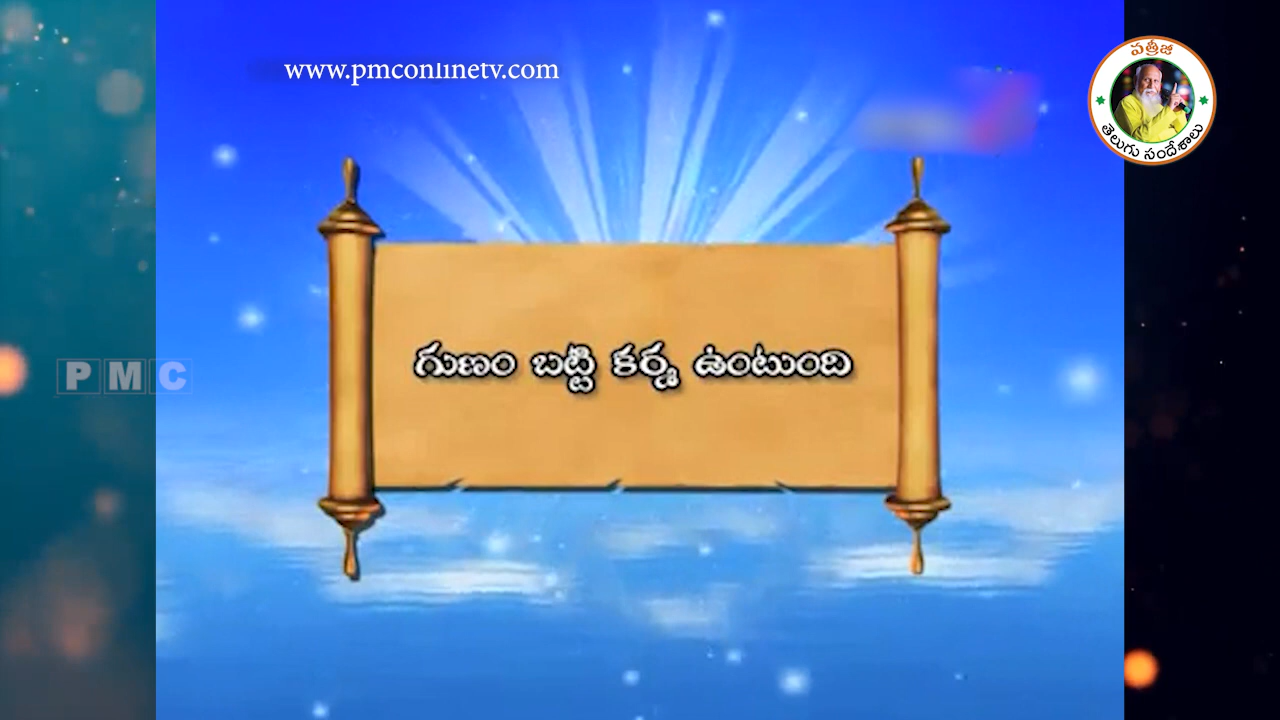 www.pmconlinetv.com
పత్రీజీ
తెలుగు సందేశాలు
గుణం బట్టి కర్మ ఉంటుంది
PMC